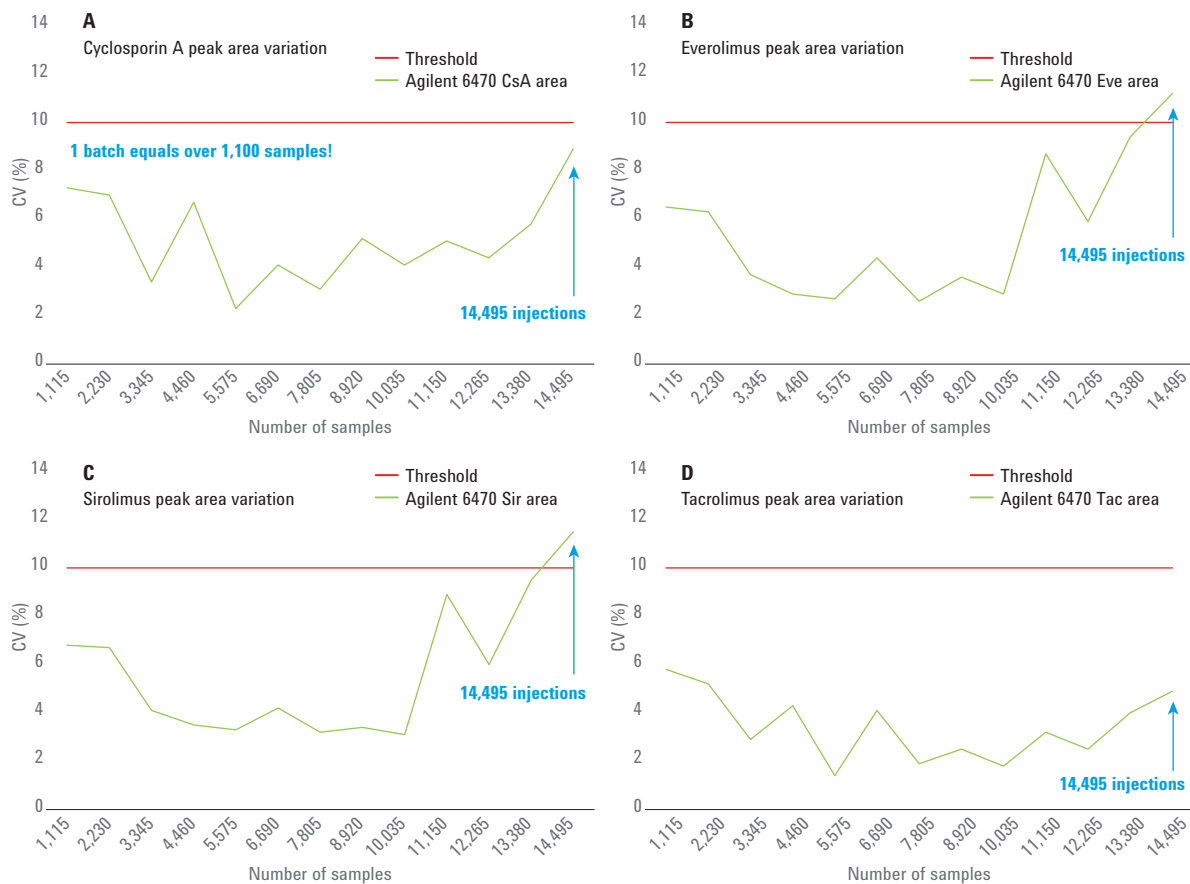 A
Cyclosporin A peak area variation
Threshold
Agilent 6470 CsA area
1 batch equals over 1,100 samples!
14,495 injections
CV (%)
14
12
10
8
6
4
2
0
1,115
2,230
3,345
4,460
5,575
6,690
7,805
8,920
10,035
11,150
12,265
13,380
14,495
Number of samples
B
Everolimus peak area variation
Threshold
Agilent 6470 Eve area
14,495 injections
CV (%)
14
12
10
8
6
4
2
0
1,115
2,230
3,345
4,460
5,575
6,690
7,805
8,920
10,035
11,150
12,265
13,380
14,495
Number of samples
C
Sirolimus peak area variation
Threshold
Agilent 6470 Sir area
14,495 injections
CV (%)
14
12
10
8
6
4
2
0
1,115
2,230
3,345
4,460
5,575
6,690
7,805
8,920
10,035
11,150
12,265
13,380
14,495
Number of samples
D
Tacrolimus peak area variation
Threshold
Agilent 6470 Tac area
14,495 injections
CV (%)
14
12
10
8
6
4
2
0
1,115
2,230
3,345
4,460
5,575
6,690
7,805
8,920
10,035
11,150
12,265
13,380
14,495
Number of samples